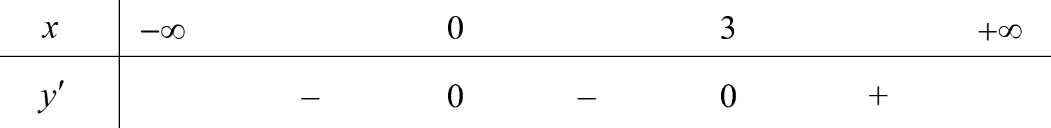 x −∞ 0 3 +∞
y′ − 0 − 0 +